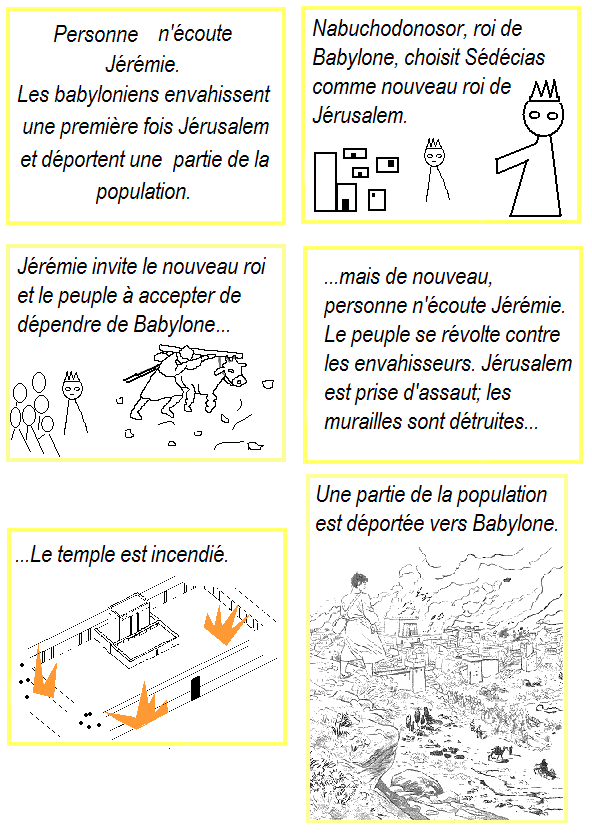 Personne n'écoute
Jérémie.
Les babyloniens envahissent
une première fois Jérusalem
et déportent une partie de la
population.
Nabuchodonosor, roi de
Babylone, choisit Sédécias
comme nouveau roi de
Jérusalem.
Jérémie invite le nouveau roi
et le peuple à accepter de
dépendre de Babylone...
...mais de nouveau,
personne n'écoute Jérémie.
Le peuple se révolte contre
les envahisseurs. Jérusalem
est prise d'assaut; les
murailles sont détruites...
...Le temple est incendié.
Une partie de la population
est déportée vers Babylone.